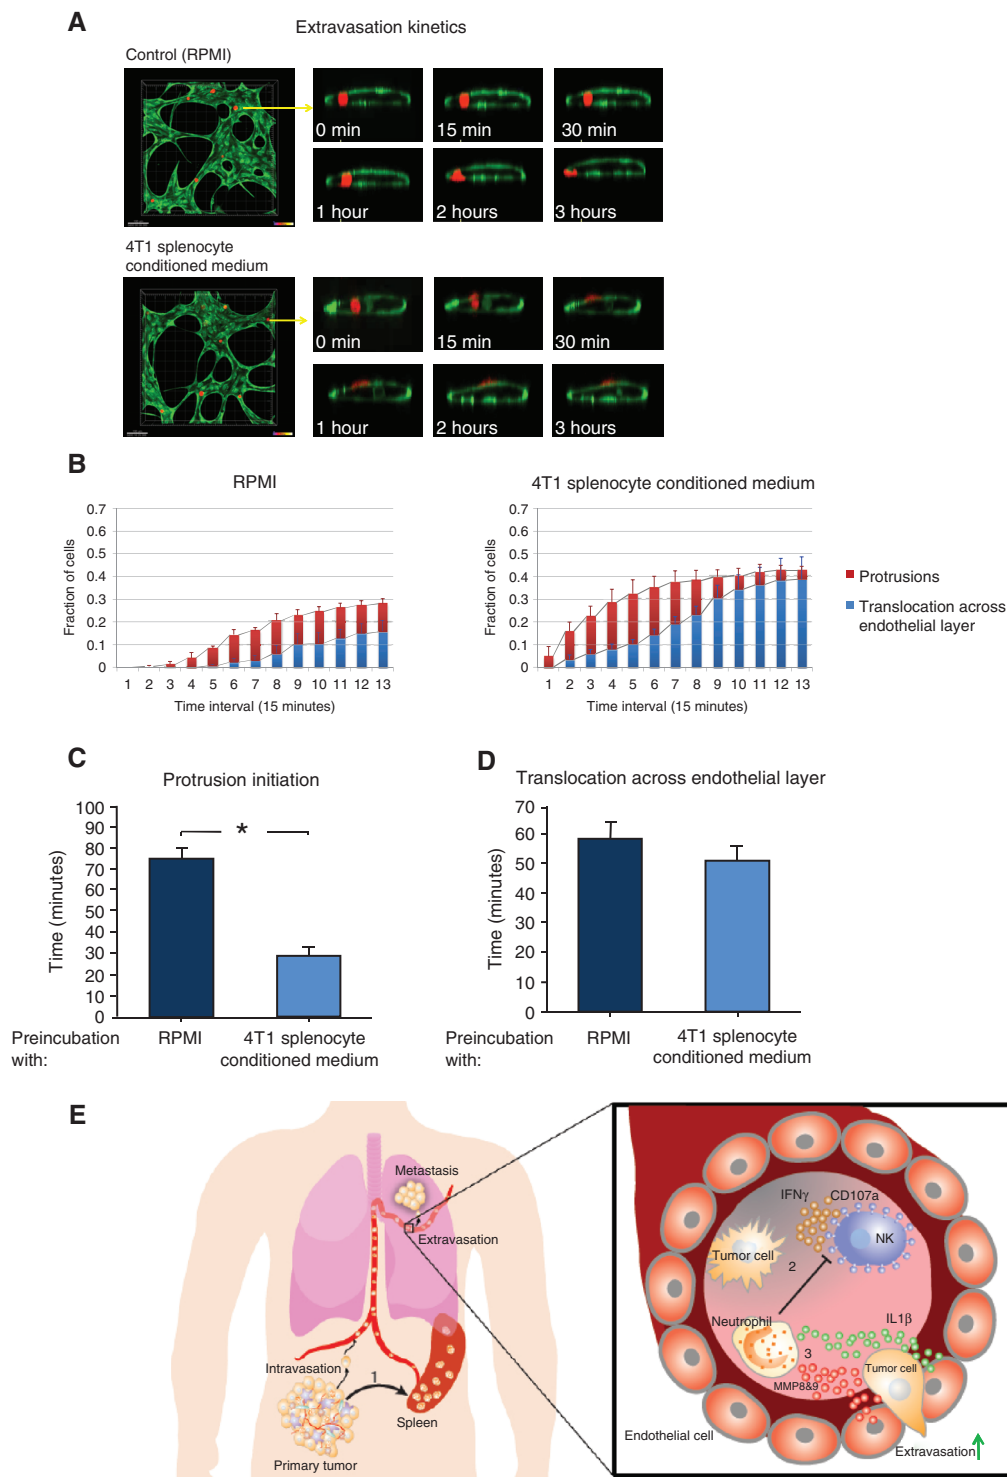 A
Extravasation kinetics
Control (RPMI)
0 min
15 min
30 min
1 hour
2 hours
3 hours
4T1 splenocyte
conditioned medium
0 min
15 min
30 min
1 hour
2 hours
3 hours
B
RPMI
Fraction of cells
0.7
0.6
0.5
0.4
0.3
0.2
0.1
0
1 2 3 4 5 6 7 8 9 10 11 12 13
Time interval (15 minutes)
4T1 splenocyte conditioned medium
Fraction of cells
0.7
0.6
0.5
0.4
0.3
0.2
0.1
0
1 2 3 4 5 6 7 8 9 10 11 12 13
Time interval (15 minutes)
Protrusions
Translocation across
endothelial layer
C
Protrusion initiation
Time (minutes)
100
90
80
70
60
50
40
30
20
10
0
*
Preincubation
with:
RPMI
4T1 splenocyte
conditioned medium
D
Translocation across endothelial layer
Time (minutes)
70
60
50
40
30
20
10
0
Preincubation
with:
RPMI
4T1 splenocyte
conditioned medium
E
Metastasis
Extravasation
Intravasation
1
Spleen
Primary tumor
IFNγ
CD107a
NK
Tumor cell
2
Neutrophil
IL1β
3
Tumor cell
MMP8&9
Endothelial cell
Extravasation